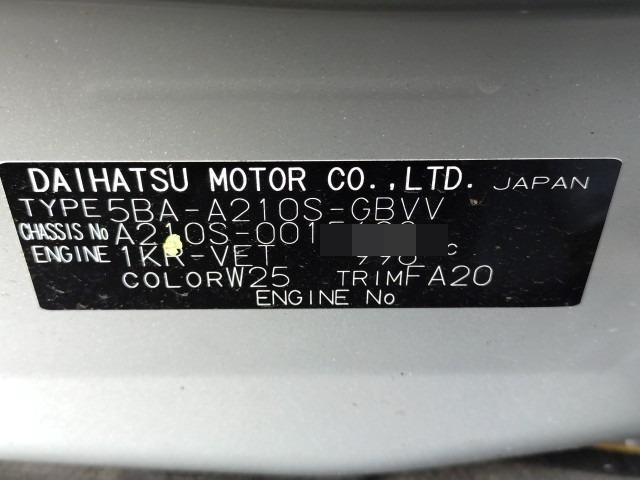 DAIHATSU MOTOR CO.,LTD. JAPAN
TYPE 5BA-A210S-GBVV
CHASSIS No A210S-001
ENGINE 1KR-VET 996 C
COLOR W25 TRIM FA20
ENGINE No